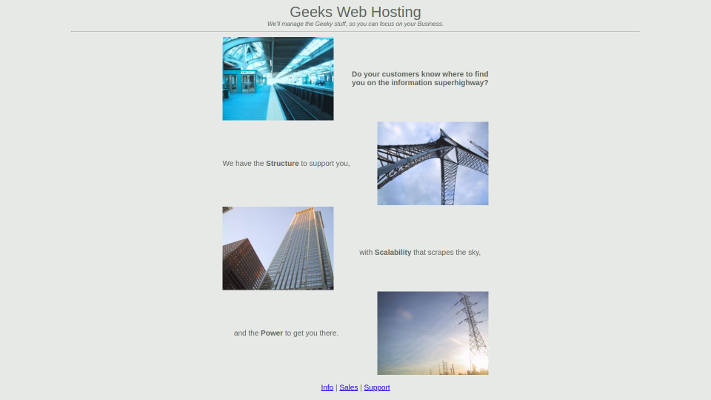 Geeks Web Hosting
We'll manage the Geeky stuff, so you can focus on your Business.
Do your customers know where to find
you on the information superhighway?
We have the Structure to support you,
with Scalability that scrapes the sky,
and the Power to get you there.
Info | Sales | Support